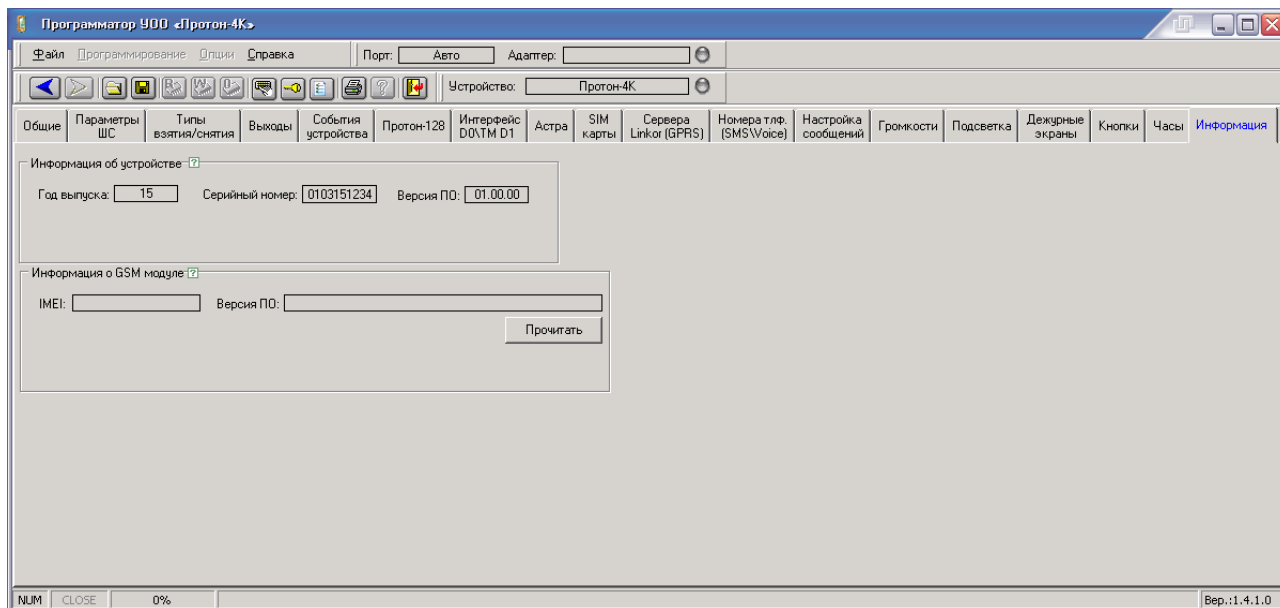 Программатор УОО «Протон-4К»
Файл Программирование Опции Справка Порт: Авто Адаптер:
Устройство: Протон-4К
Общие Параметры ШС Типы взятия/снятия Выходы События устройства Протон-128 Интерфейс D0\TM D1 Астра SIM карты Сервера Linkor (GPRS) Номера тлф. (SMS\Voice) Настройка сообщений Громкости Подсветка Дежурные экраны Кнопки Часы Информация
Информация об устройстве ?
Год выпуска: 15 Серийный номер: 0103151234 Версия ПО: 01.00.00
Информация о GSM модуле ?
IMEI: Версия ПО:
Прочитать
NUM CLOSE 0% Вер.:1.4.1.0